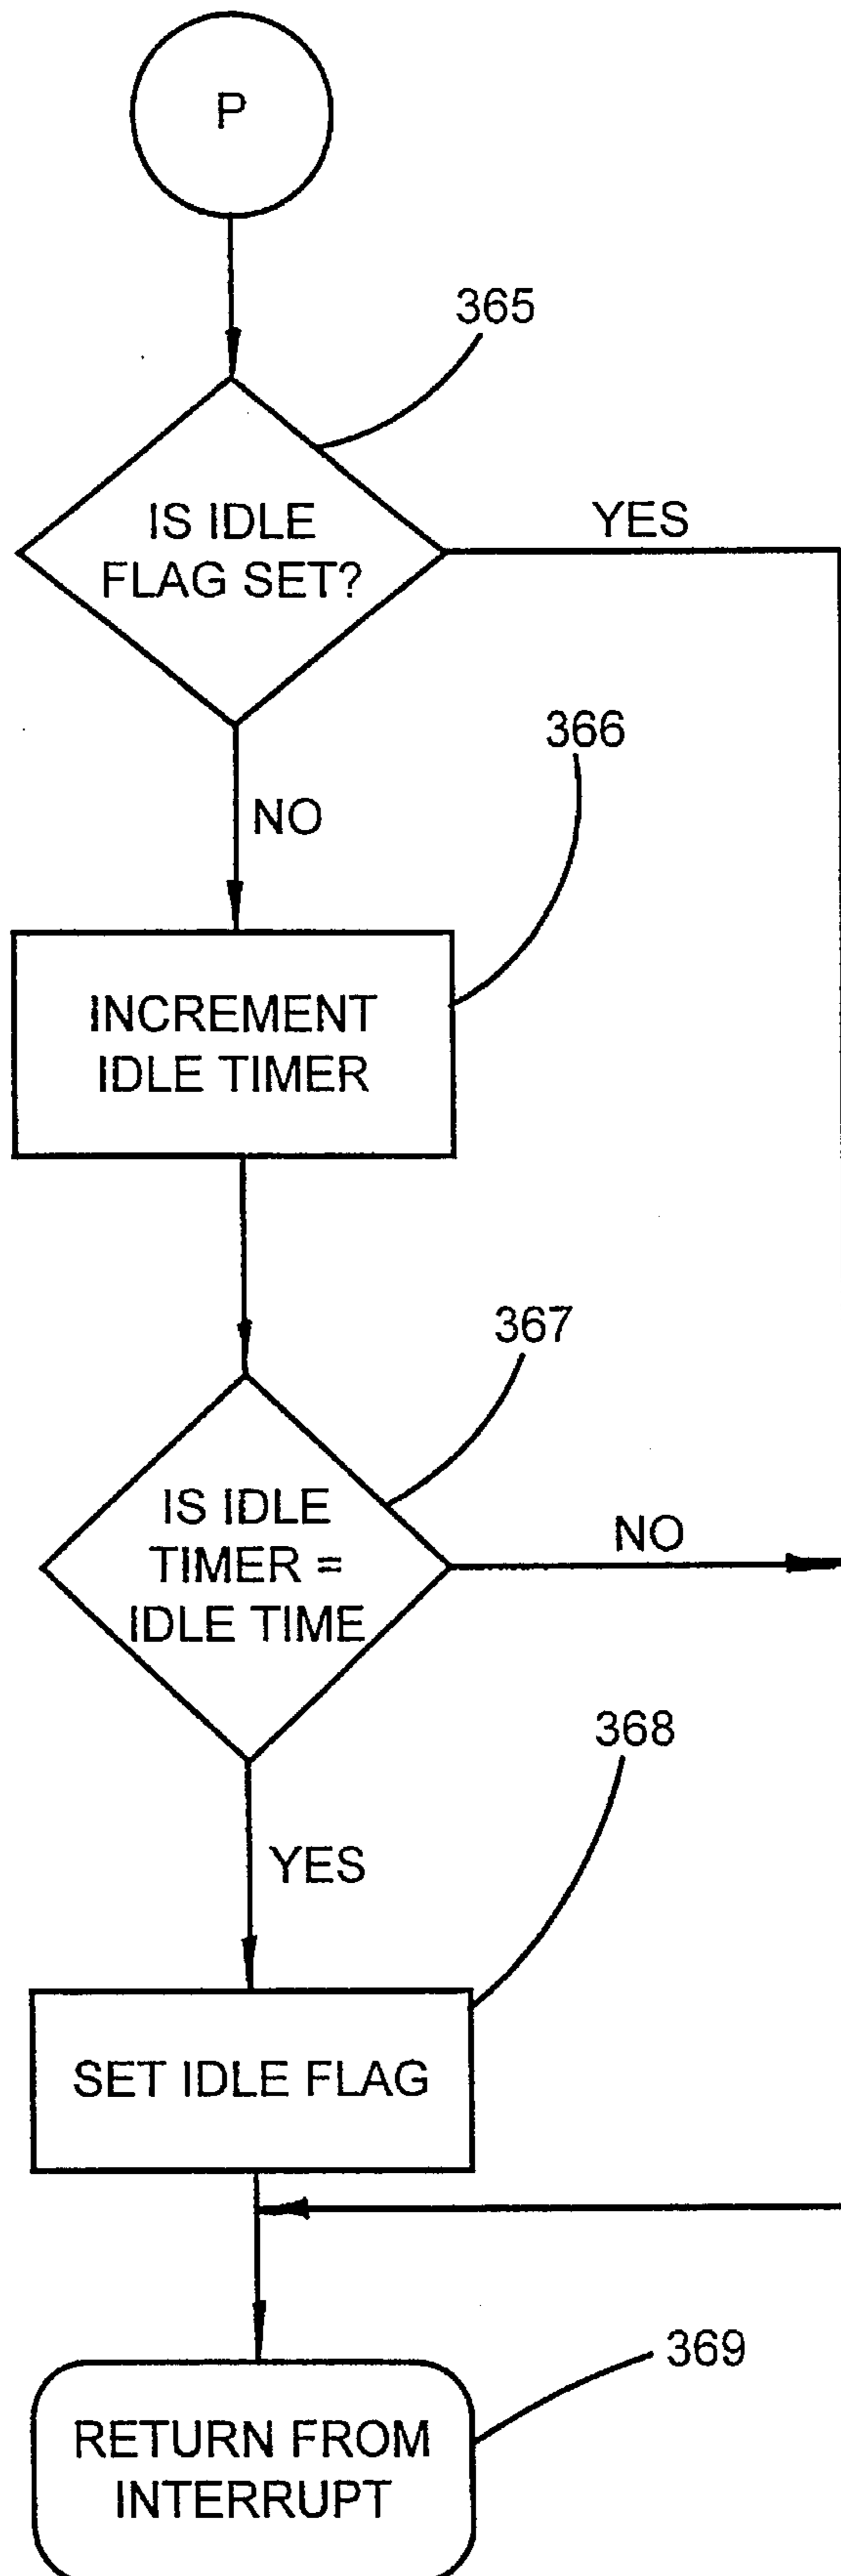 P
365
IS IDLE
FLAG SET?
YES
366
NO
INCREMENT
IDLE TIMER
367
IS IDLE
TIMER =
IDLE TIME
NO
368
YES
SET IDLE FLAG
369
RETURN FROM
INTERRUPT